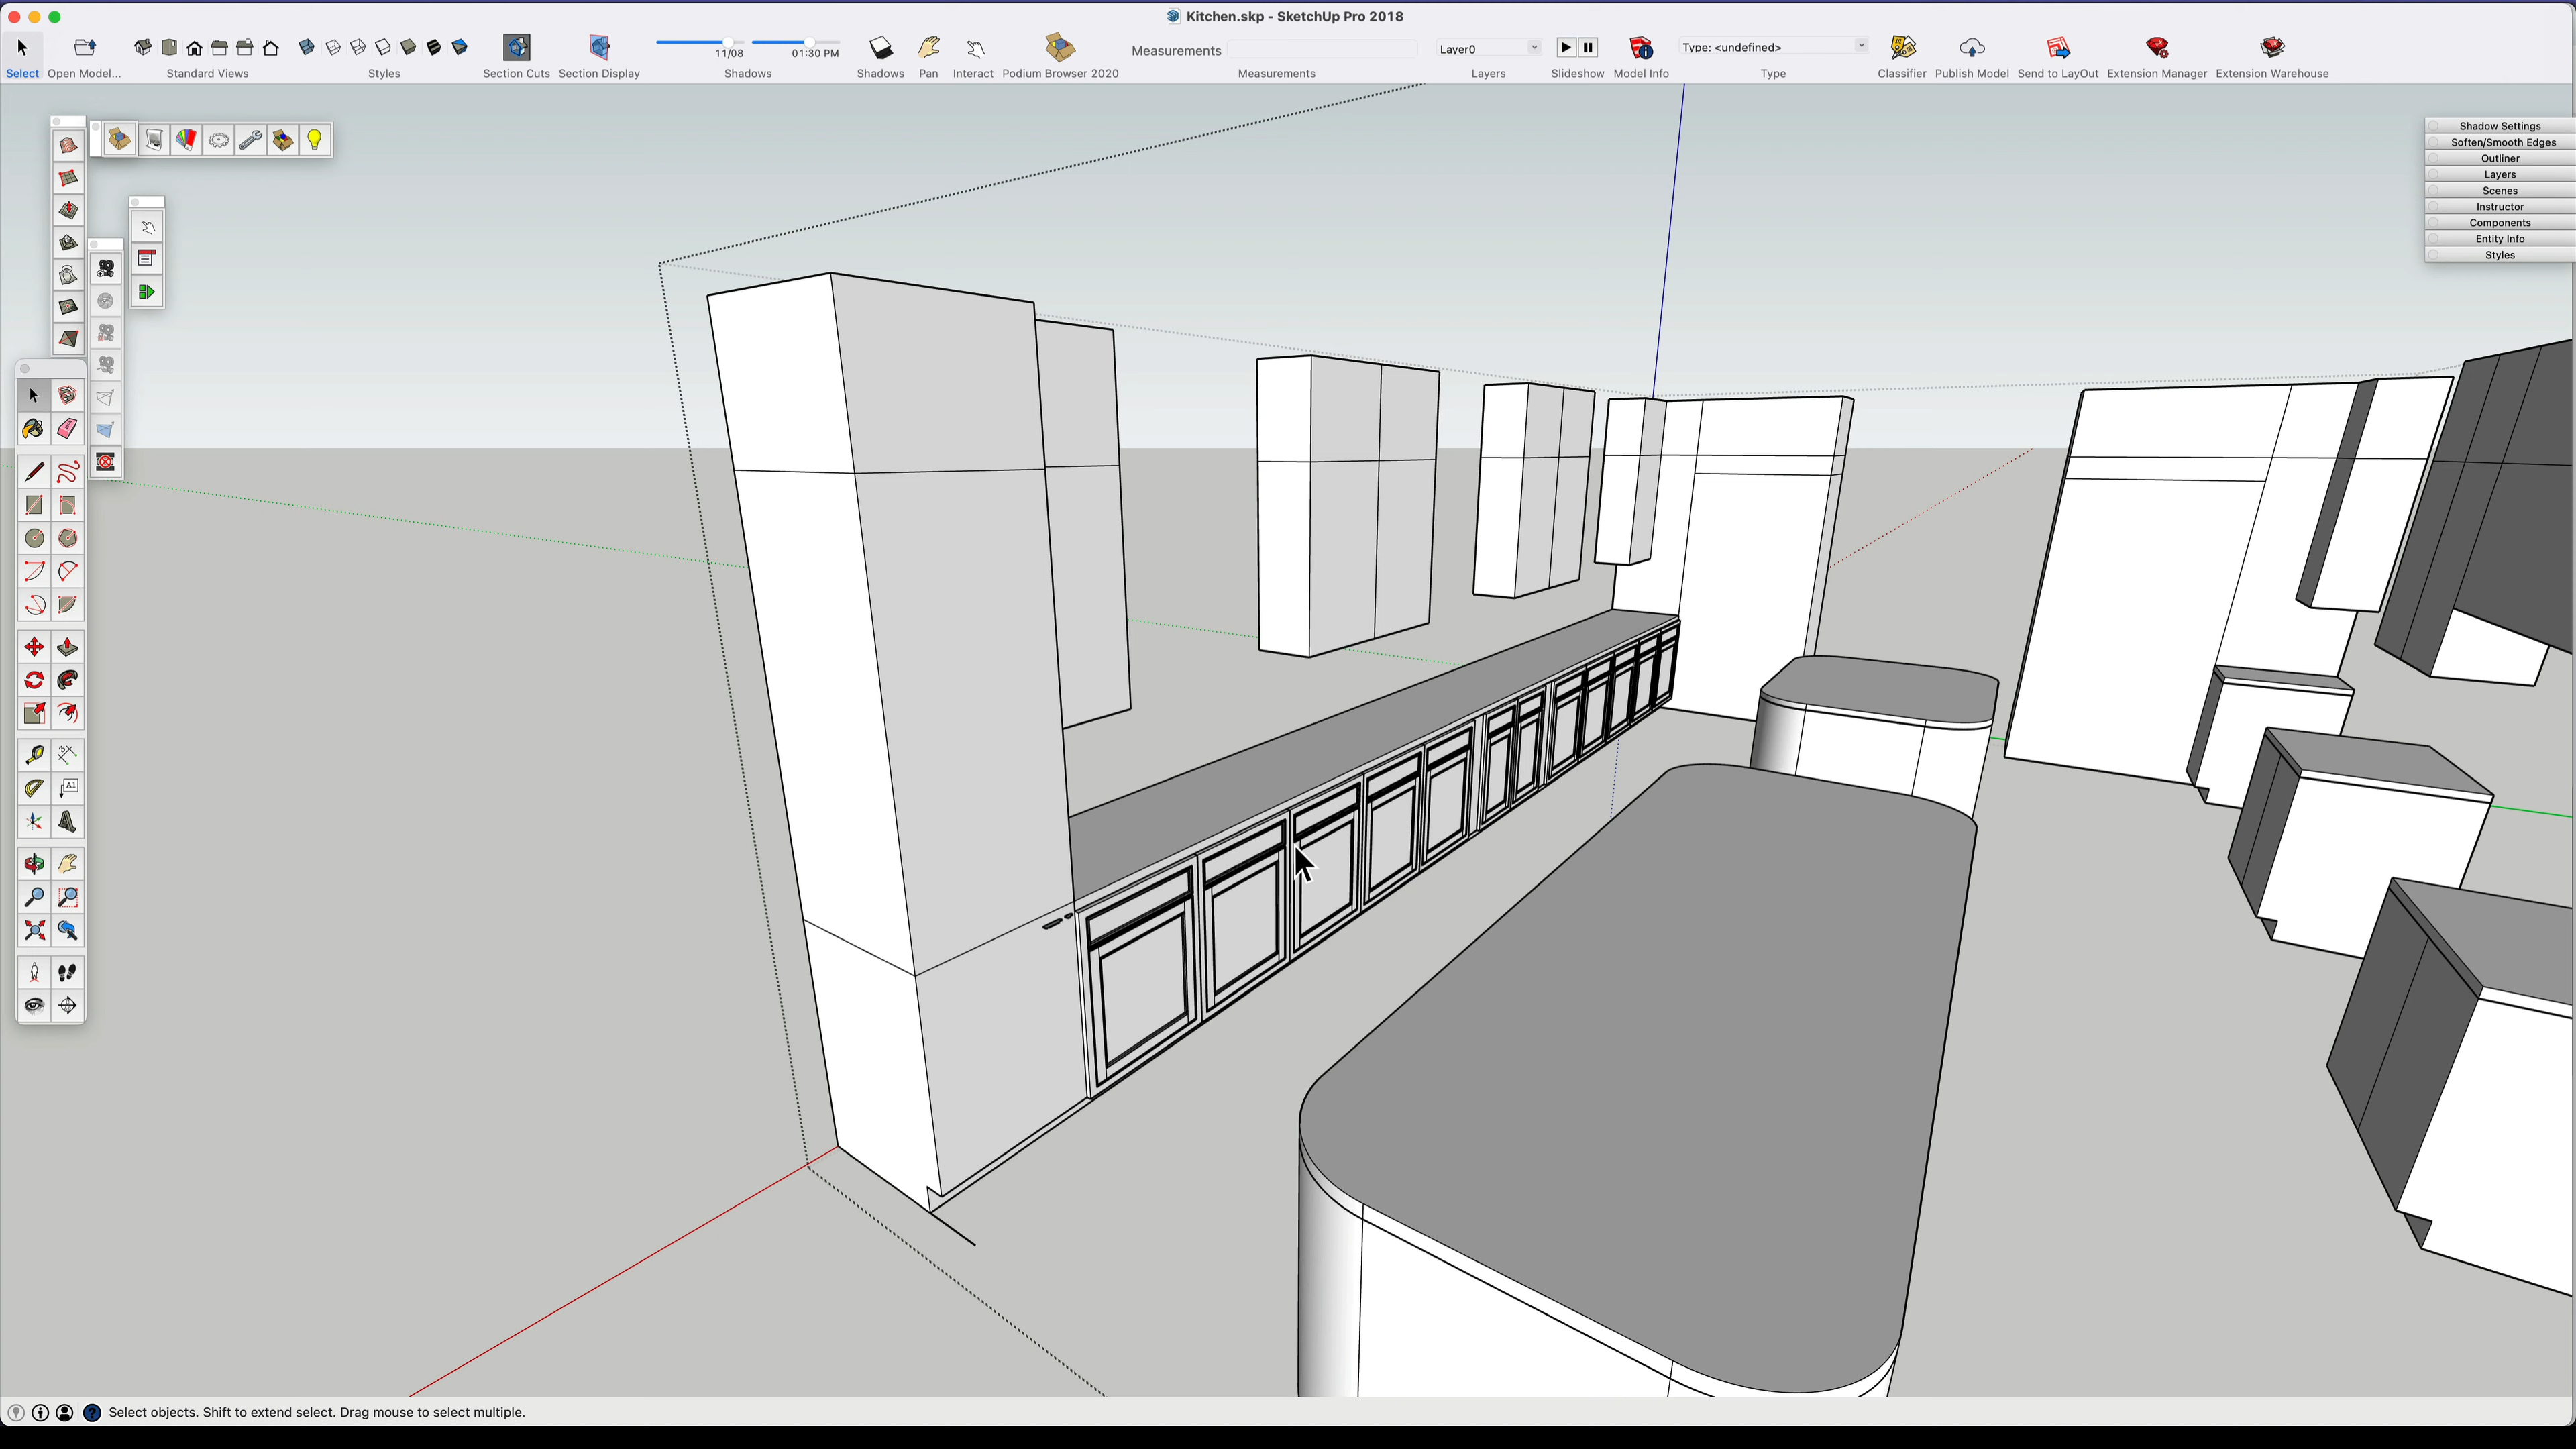 Kitchen.skp - SketchUp Pro 2018
11/08
01:30 PM
Measurements
Layer0
Type: <undefined>
Select
Open Model...
Standard Views
Styles
Section Cuts
Section Display
Shadows
Shadows
Pan
Interact
Podium Browser 2020
Measurements
Layers
Slideshow
Model Info
Type
Classifier
Publish Model
Send to LayOut
Extension Manager
Extension Warehouse
Shadow Settings
Soften/Smooth Edges
Outliner
Layers
Scenes
Instructor
Components
Entity Info
Styles
A1
Select objects. Shift to extend select. Drag mouse to select multiple.